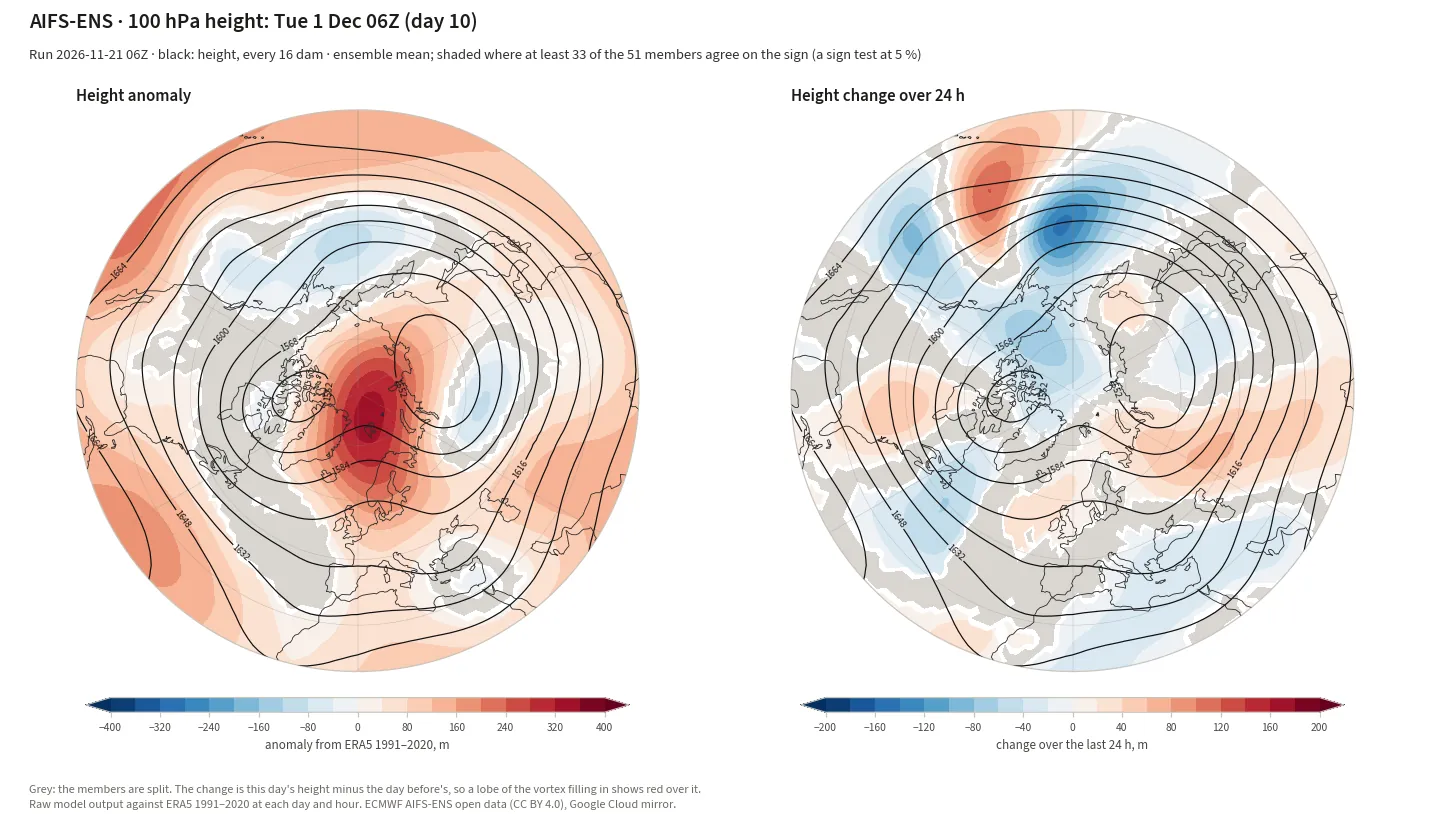 AIFS-ENS · 100 hPa height: Tue 1 Dec 06Z (day 10)
Run 2026-11-21 06Z · black: height, every 16 dam · ensemble mean; shaded where at least 33 of the 51 members agree on the sign (a sign test at 5 %)
Height anomaly
Height change over 24 h
1664
1600
1568
1584
1616
1648
1632
1664
1600
1568
1584
1616
1648
1632
−400 −320 −240 −160 −80 0 80 160 240 320 400
anomaly from ERA5 1991–2020, m
−200 −160 −120 −80 −40 0 40 80 120 160 200
change over the last 24 h, m
Grey: the members are split. The change is this day's height minus the day before's, so a lobe of the vortex filling in shows red over it.
Raw model output against ERA5 1991–2020 at each day and hour. ECMWF AIFS-ENS open data (CC BY 4.0), Google Cloud mirror.